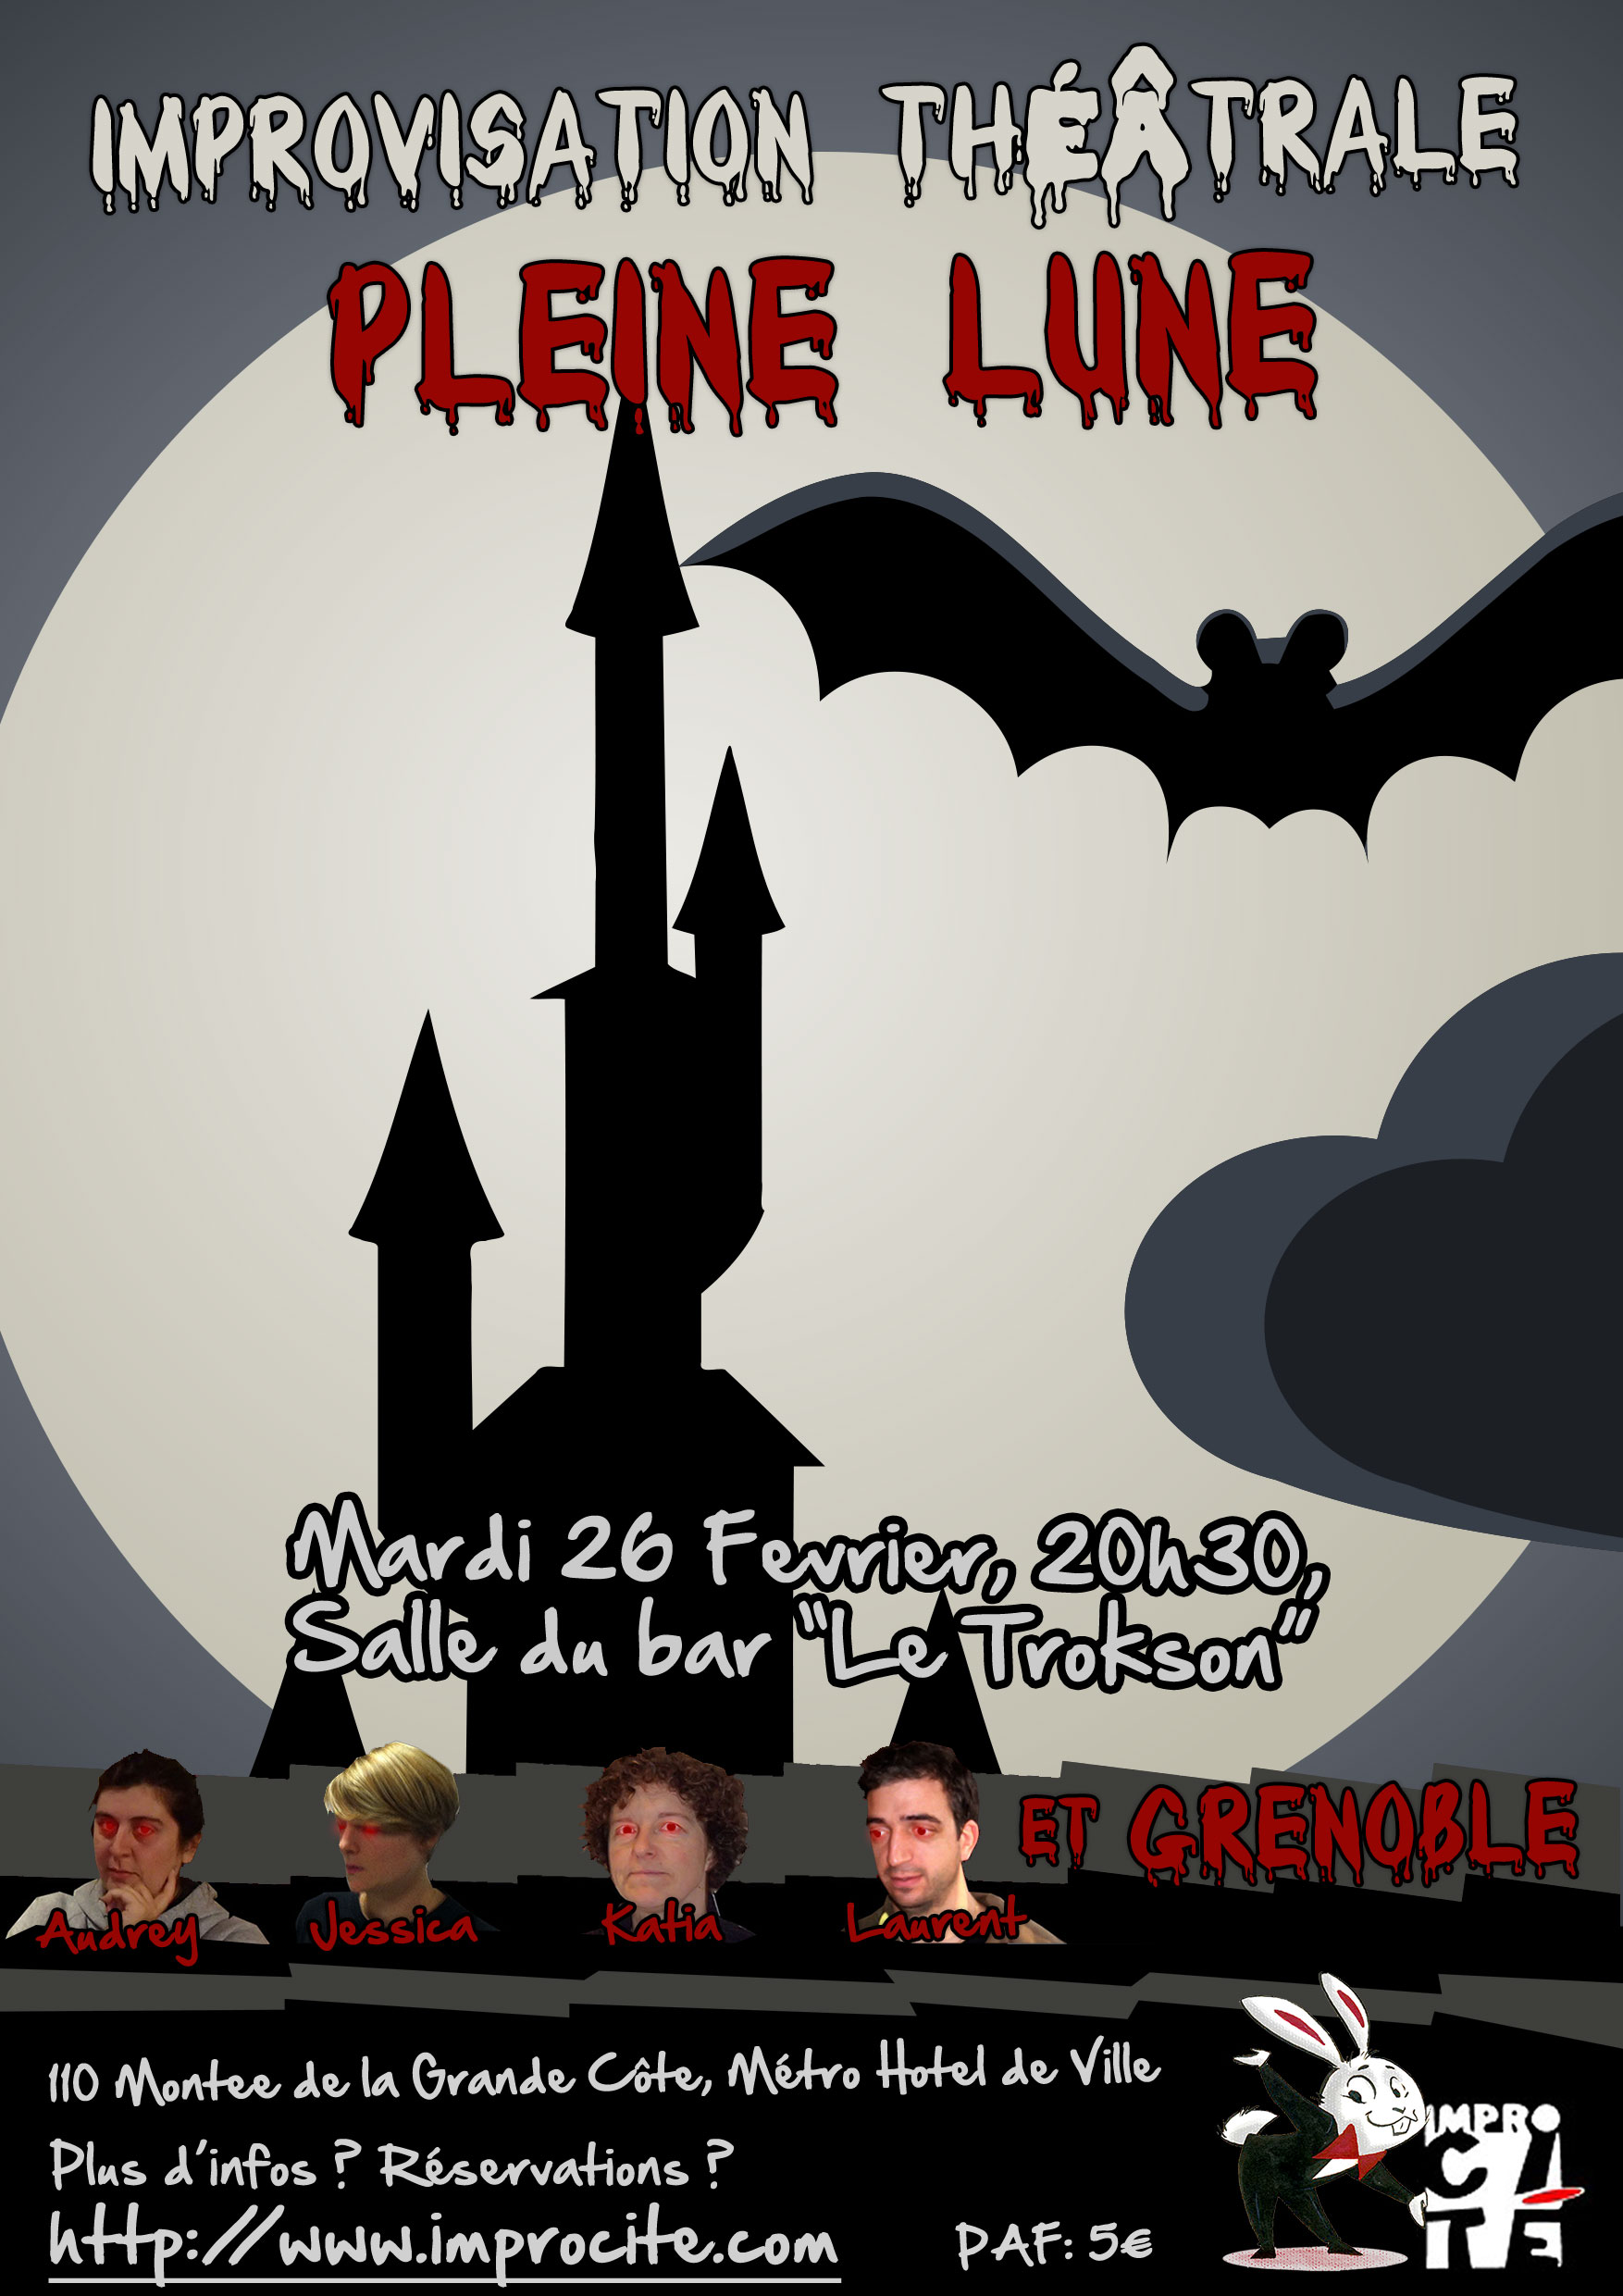 IMPROVISATION THÉÂTRALE
PLEINE LUNE
Mardi 26 Fevrier, 20h30,
Salle du bar "Le Trokson"
Audrey
Jessica
Katia
Laurent
ET GRENOBLE
110 Montee de la Grande Côte, Métro Hotel de Ville
Plus d'infos ? Réservations ?
http://www.improcite.com
PAF: 5€
IMPRO
CI
TE